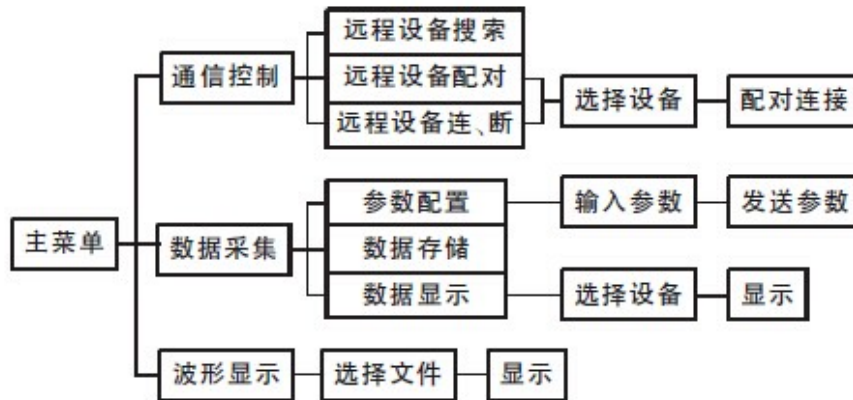 远程设备搜索
通信控制
远程设备配对
选择设备
配对连接
远程设备连、断
参数配置
输入参数
发送参数
主菜单
数据采集
数据存储
数据显示
选择设备
显示
波形显示
选择文件
显示